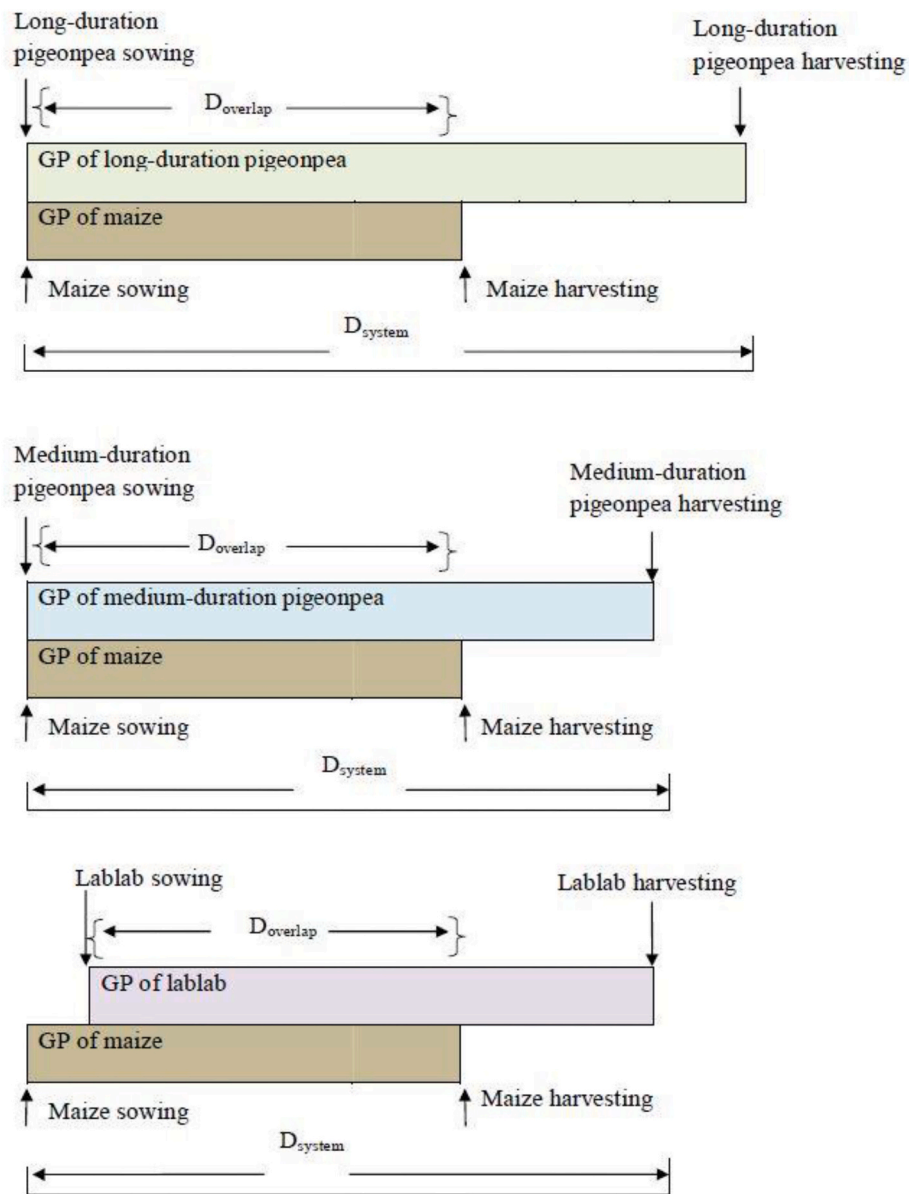 Long-duration
pigeonpea sowing
Long-duration
pigeonpea harvesting
Doverlap
GP of long-duration pigeonpea
GP of maize
Maize sowing
Maize harvesting
Dsystem
Medium-duration
pigeonpea sowing
Medium-duration
pigeonpea harvesting
Doverlap
GP of medium-duration pigeonpea
GP of maize
Maize sowing
Maize harvesting
Dsystem
Lablab sowing
Lablab harvesting
Doverlap
GP of lablab
GP of maize
Maize sowing
Maize harvesting
Dsystem